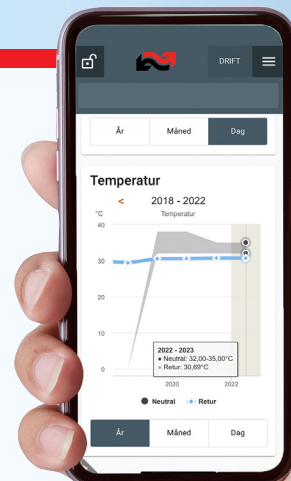 DRIFT
År Måned Dag
Temperatur
< 2018 - 2022
°C Temperatur
40
30
20
10
0
2022 - 2023
● Neutral: 32,00-35,00°C
● Retur: 30,69°C
2020 2022
Neutral Retur
År Måned Dag